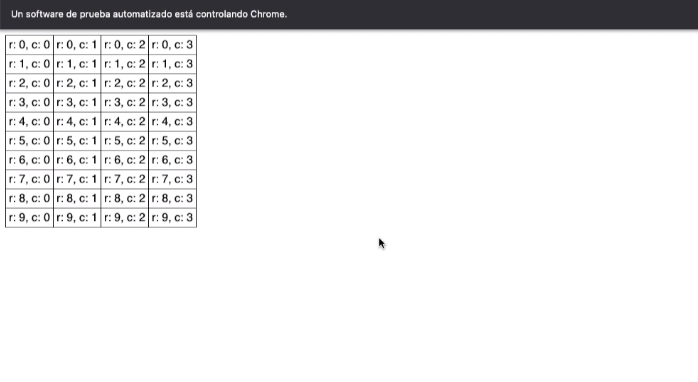 Un software de prueba automatizado está controlando Chrome.
r: 0, c: 0 r: 0, c: 1 r: 0, c: 2 r: 0, c: 3
r: 1, c: 0 r: 1, c: 1 r: 1, c: 2 r: 1, c: 3
r: 2, c: 0 r: 2, c: 1 r: 2, c: 2 r: 2, c: 3
r: 3, c: 0 r: 3, c: 1 r: 3, c: 2 r: 3, c: 3
r: 4, c: 0 r: 4, c: 1 r: 4, c: 2 r: 4, c: 3
r: 5, c: 0 r: 5, c: 1 r: 5, c: 2 r: 5, c: 3
r: 6, c: 0 r: 6, c: 1 r: 6, c: 2 r: 6, c: 3
r: 7, c: 0 r: 7, c: 1 r: 7, c: 2 r: 7, c: 3
r: 8, c: 0 r: 8, c: 1 r: 8, c: 2 r: 8, c: 3
r: 9, c: 0 r: 9, c: 1 r: 9, c: 2 r: 9, c: 3